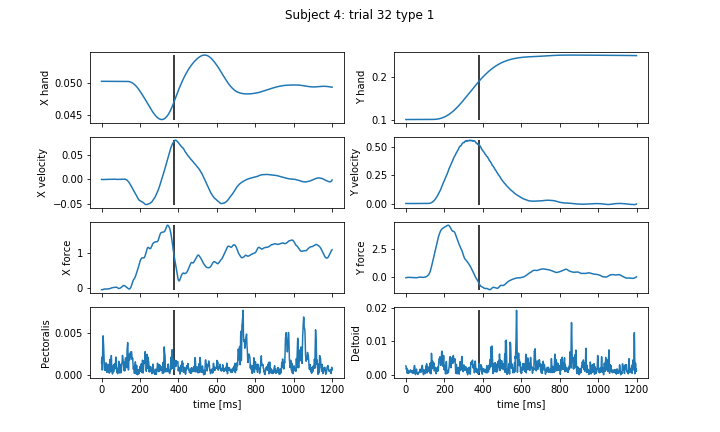 Subject 4: trial 32 type 1
X hand
0.050
0.045
Y hand
0.2
0.1
X velocity
0.05
0.00
−0.05
Y velocity
0.50
0.25
0.00
X force
1
0
Y force
2.5
0.0
Pectoralis
0.005
0.000
0 200 400 600 800 1000 1200
time [ms]
Deltoid
0.02
0.01
0.00
0 200 400 600 800 1000 1200
time [ms]